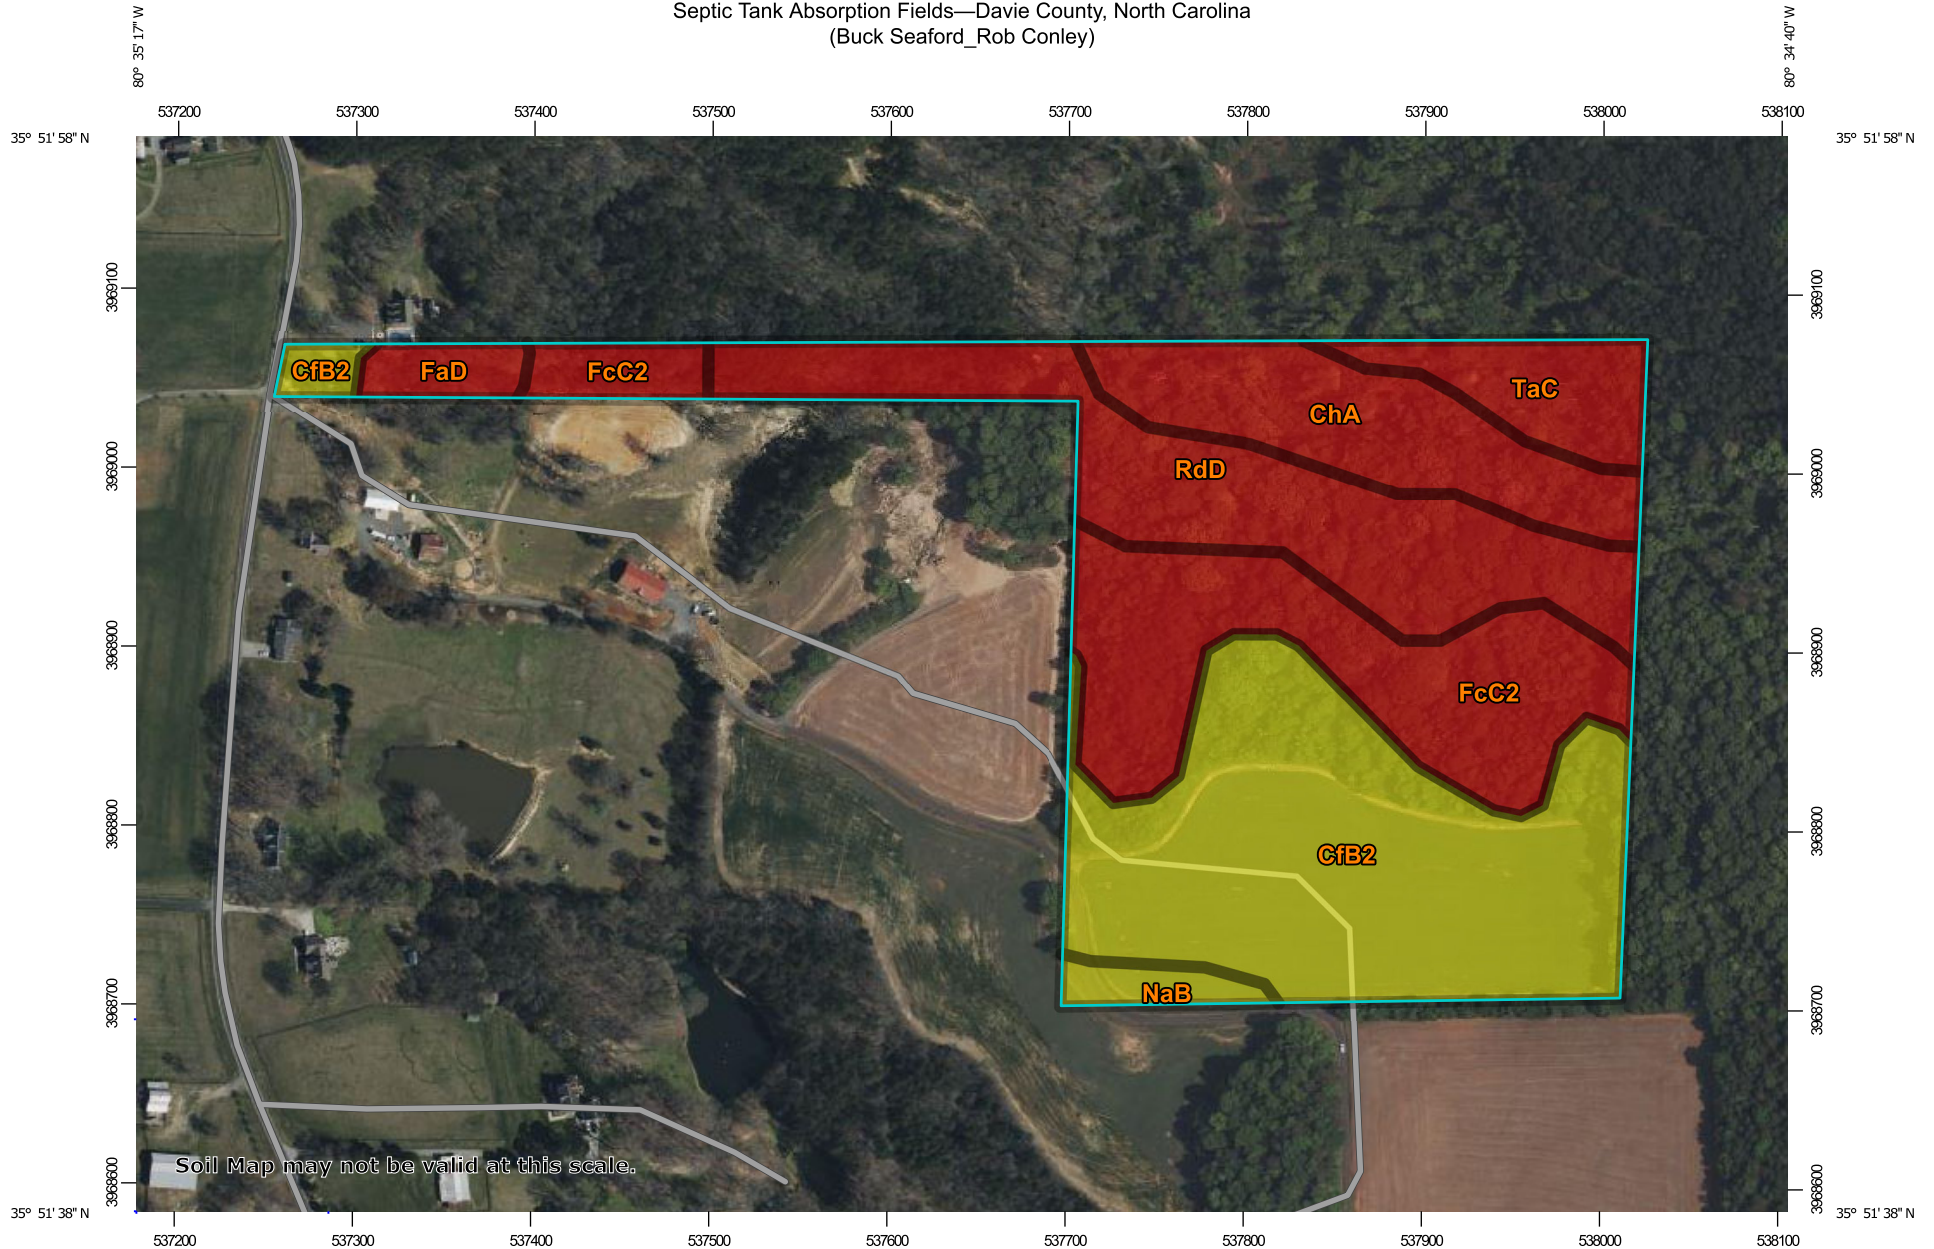 Septic Tank Absorption Fields—Davie County, North Carolina
(Buck Seaford_Rob Conley)
80° 35' 17" W
80° 34' 40" W
537200 537300 537400 537500 537600 537700 537800 537900 538000 538100
35° 51' 58" N
35° 51' 58" N
3969100
3969100
CfB2 FaD FcC2
TaC
ChA
RdD
3969000
3969000
3968900
3968900
FcC2
3968800
3968800
CfB2
NaB
3968700
3968700
Soil Map may not be valid at this scale.
3968600
3968600
35° 51' 38" N
35° 51' 38" N
537200 537300 537400 537500 537600 537700 537800 537900 538000 538100